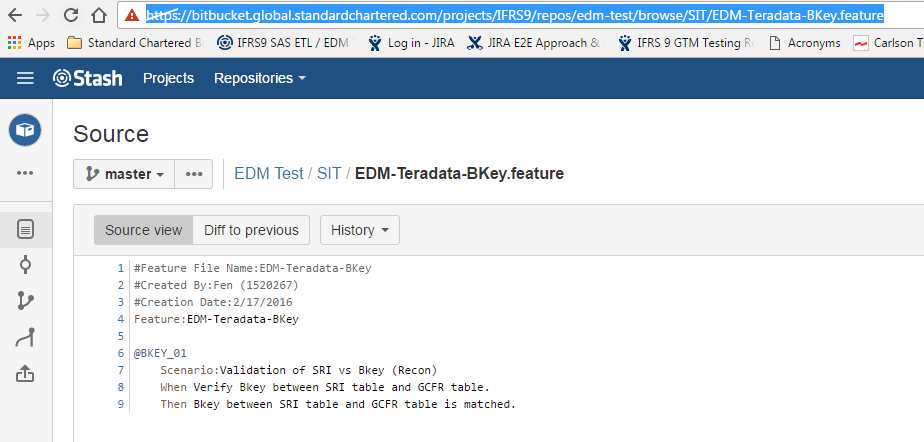 https://bitbucket.global.standardchartered.com/projects/IFRS9/repos/edm-test/browse/SIT/EDM-Teradata-BKey.feature
Apps Standard Chartered B IFRS9 SAS ETL / EDM Log in - JIRA JIRA E2E Approach & IFRS 9 GTM Testing R Acronyms Carlson T
Stash Projects Repositories
Source
master EDM Test / SIT / EDM-Teradata-BKey.feature
Source view Diff to previous History
1 #Feature File Name:EDM-Teradata-BKey
2 #Created By:Fen (1520267)
3 #Creation Date:2/17/2016
4 Feature:EDM-Teradata-BKey
5
6 @BKEY_01
7 Scenario:Validation of SRI vs Bkey (Recon)
8 When Verify Bkey between SRI table and GCFR table.
9 Then Bkey between SRI table and GCFR table is matched.